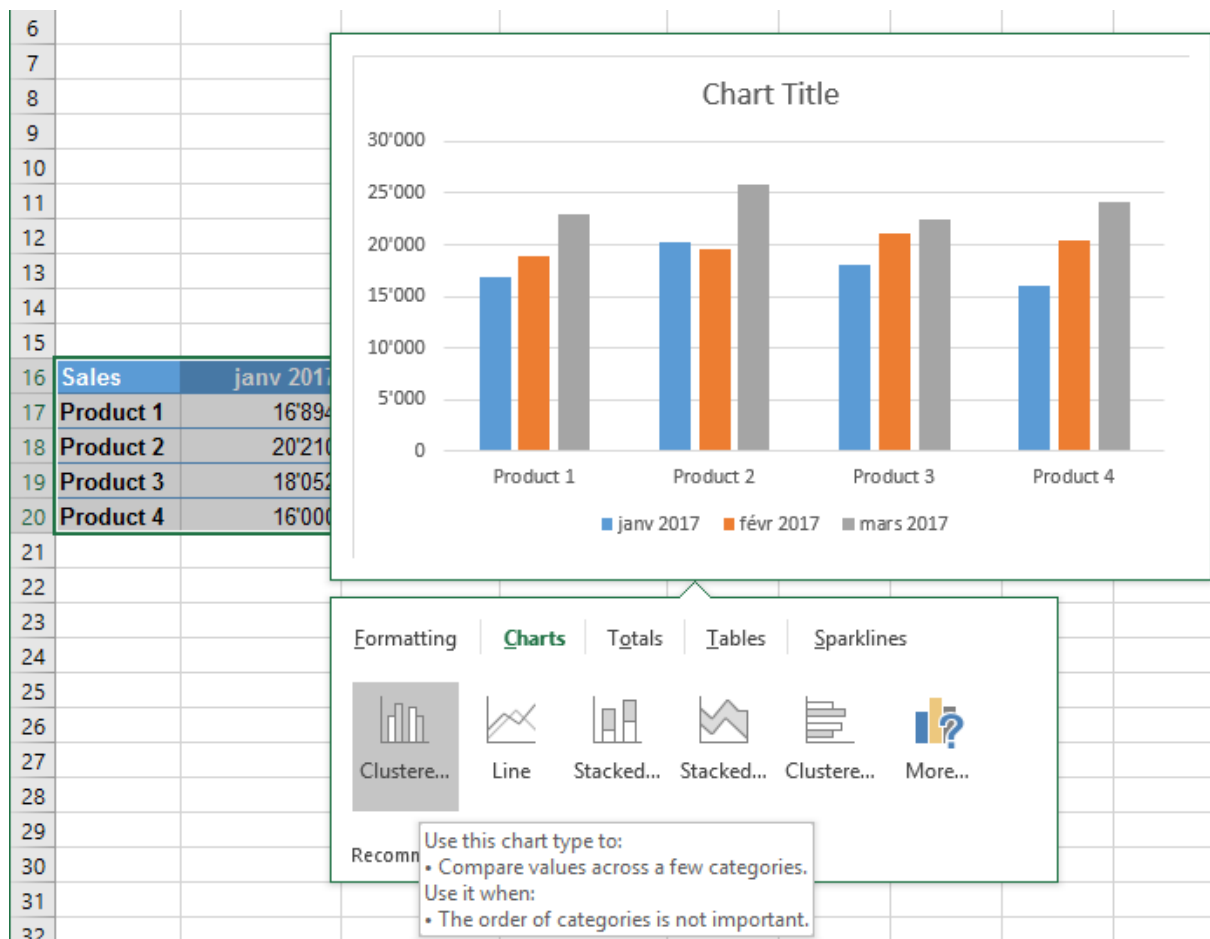 6
7
8
9
10
11
12
13
14
15
16 Sales janv 2017
17 Product 1 16'894
18 Product 2 20'210
19 Product 3 18'052
20 Product 4 16'000
21
22
23
24
25
26
27
28
29
30
31
32
Chart Title
30'000
25'000
20'000
15'000
10'000
5'000
0
Product 1 Product 2 Product 3 Product 4
janv 2017 févr 2017 mars 2017
Formatting Charts Totals Tables Sparklines
Clustere... Line Stacked... Stacked... Clustere... More...
Recomm
Use this chart type to:
• Compare values across a few categories.
Use it when:
• The order of categories is not important.